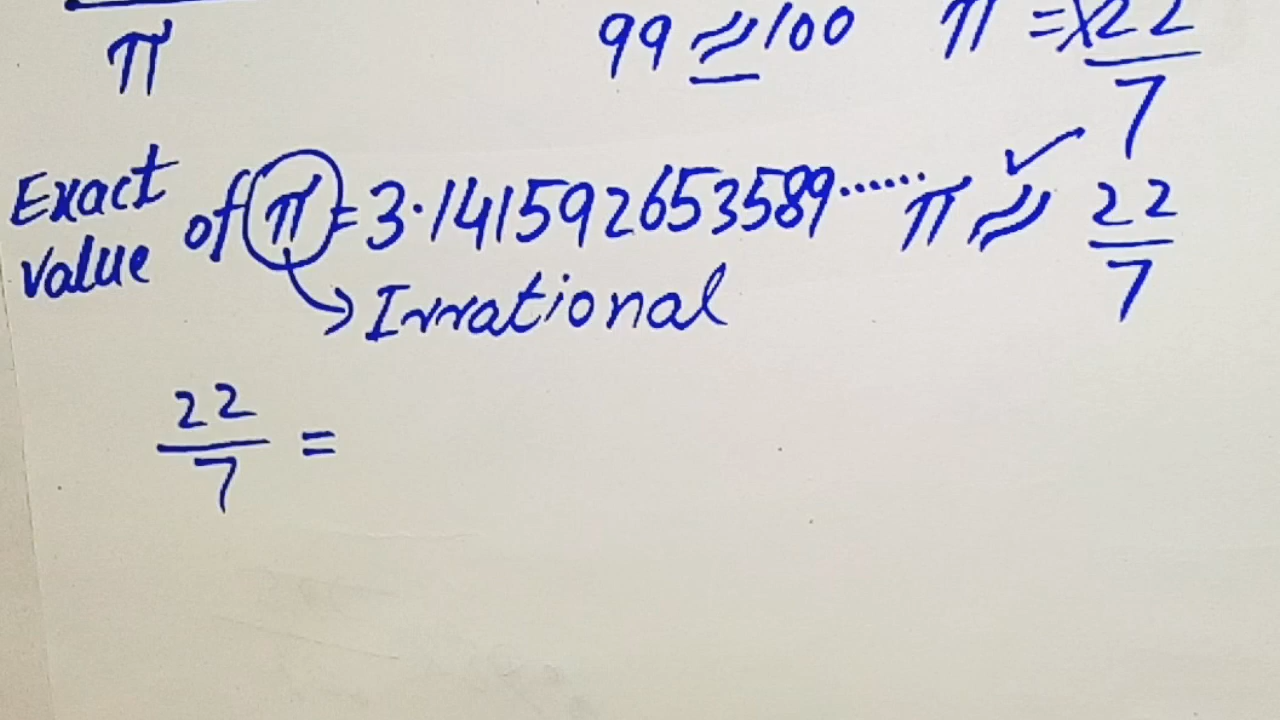 π
99 ≈ 100 π = 22/7
Exact value of π = 3.141592653589...... π ≈ 22/7
Irrational
22/7 =